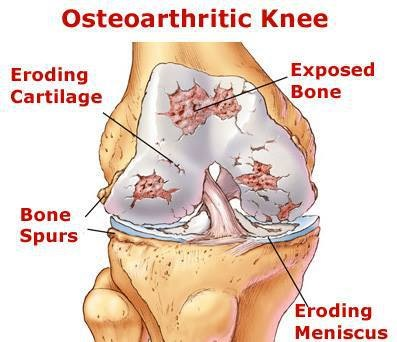 Osteoarthritic Knee
Eroding
Cartilage
Exposed
Bone
Bone
Spurs
Eroding
Meniscus